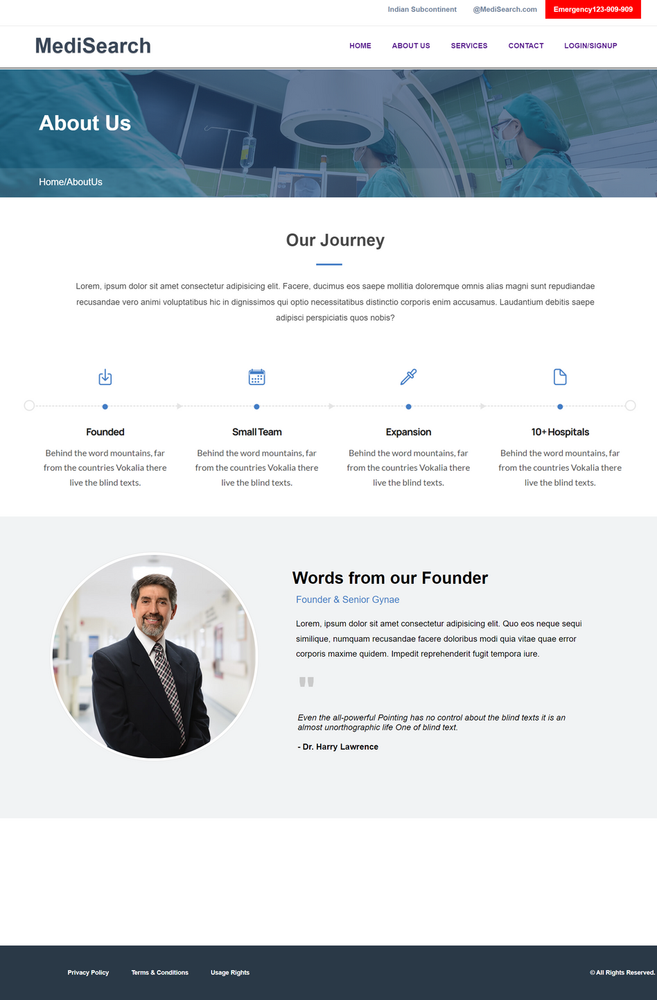 Indian Subcontinent @MediSearch.com Emergency123-909-909
MediSearch
HOME ABOUT US SERVICES CONTACT LOGIN/SIGNUP
About Us
Home/AboutUs
Our Journey
Lorem, ipsum dolor sit amet consectetur adipisicing elit. Facere, ducimus eos saepe mollitia doloremque omnis alias magni sunt repudiandae
recusandae vero animi voluptatibus hic in dignissimos qui optio necessitatibus distinctio corporis enim accusamus. Laudantium debitis saepe
adipisci perspiciatis quos nobis?
Founded
Behind the word mountains, far
from the countries Vokalia there
live the blind texts.
Small Team
Behind the word mountains, far
from the countries Vokalia there
live the blind texts.
Expansion
Behind the word mountains, far
from the countries Vokalia there
live the blind texts.
10+ Hospitals
Behind the word mountains, far
from the countries Vokalia there
live the blind texts.
Words from our Founder
Founder & Senior Gynae
Lorem, ipsum dolor sit amet consectetur adipisicing elit. Quo eos neque sequi
similique, numquam recusandae facere doloribus modi quia vitae quae error
corporis maxime quidem. Impedit reprehenderit fugit tempora iure.
"
Even the all-powerful Pointing has no control about the blind texts it is an
almost unorthographic life One of blind text.
- Dr. Harry Lawrence
Privacy Policy Terms & Conditions Usage Rights © All Rights Reserved.